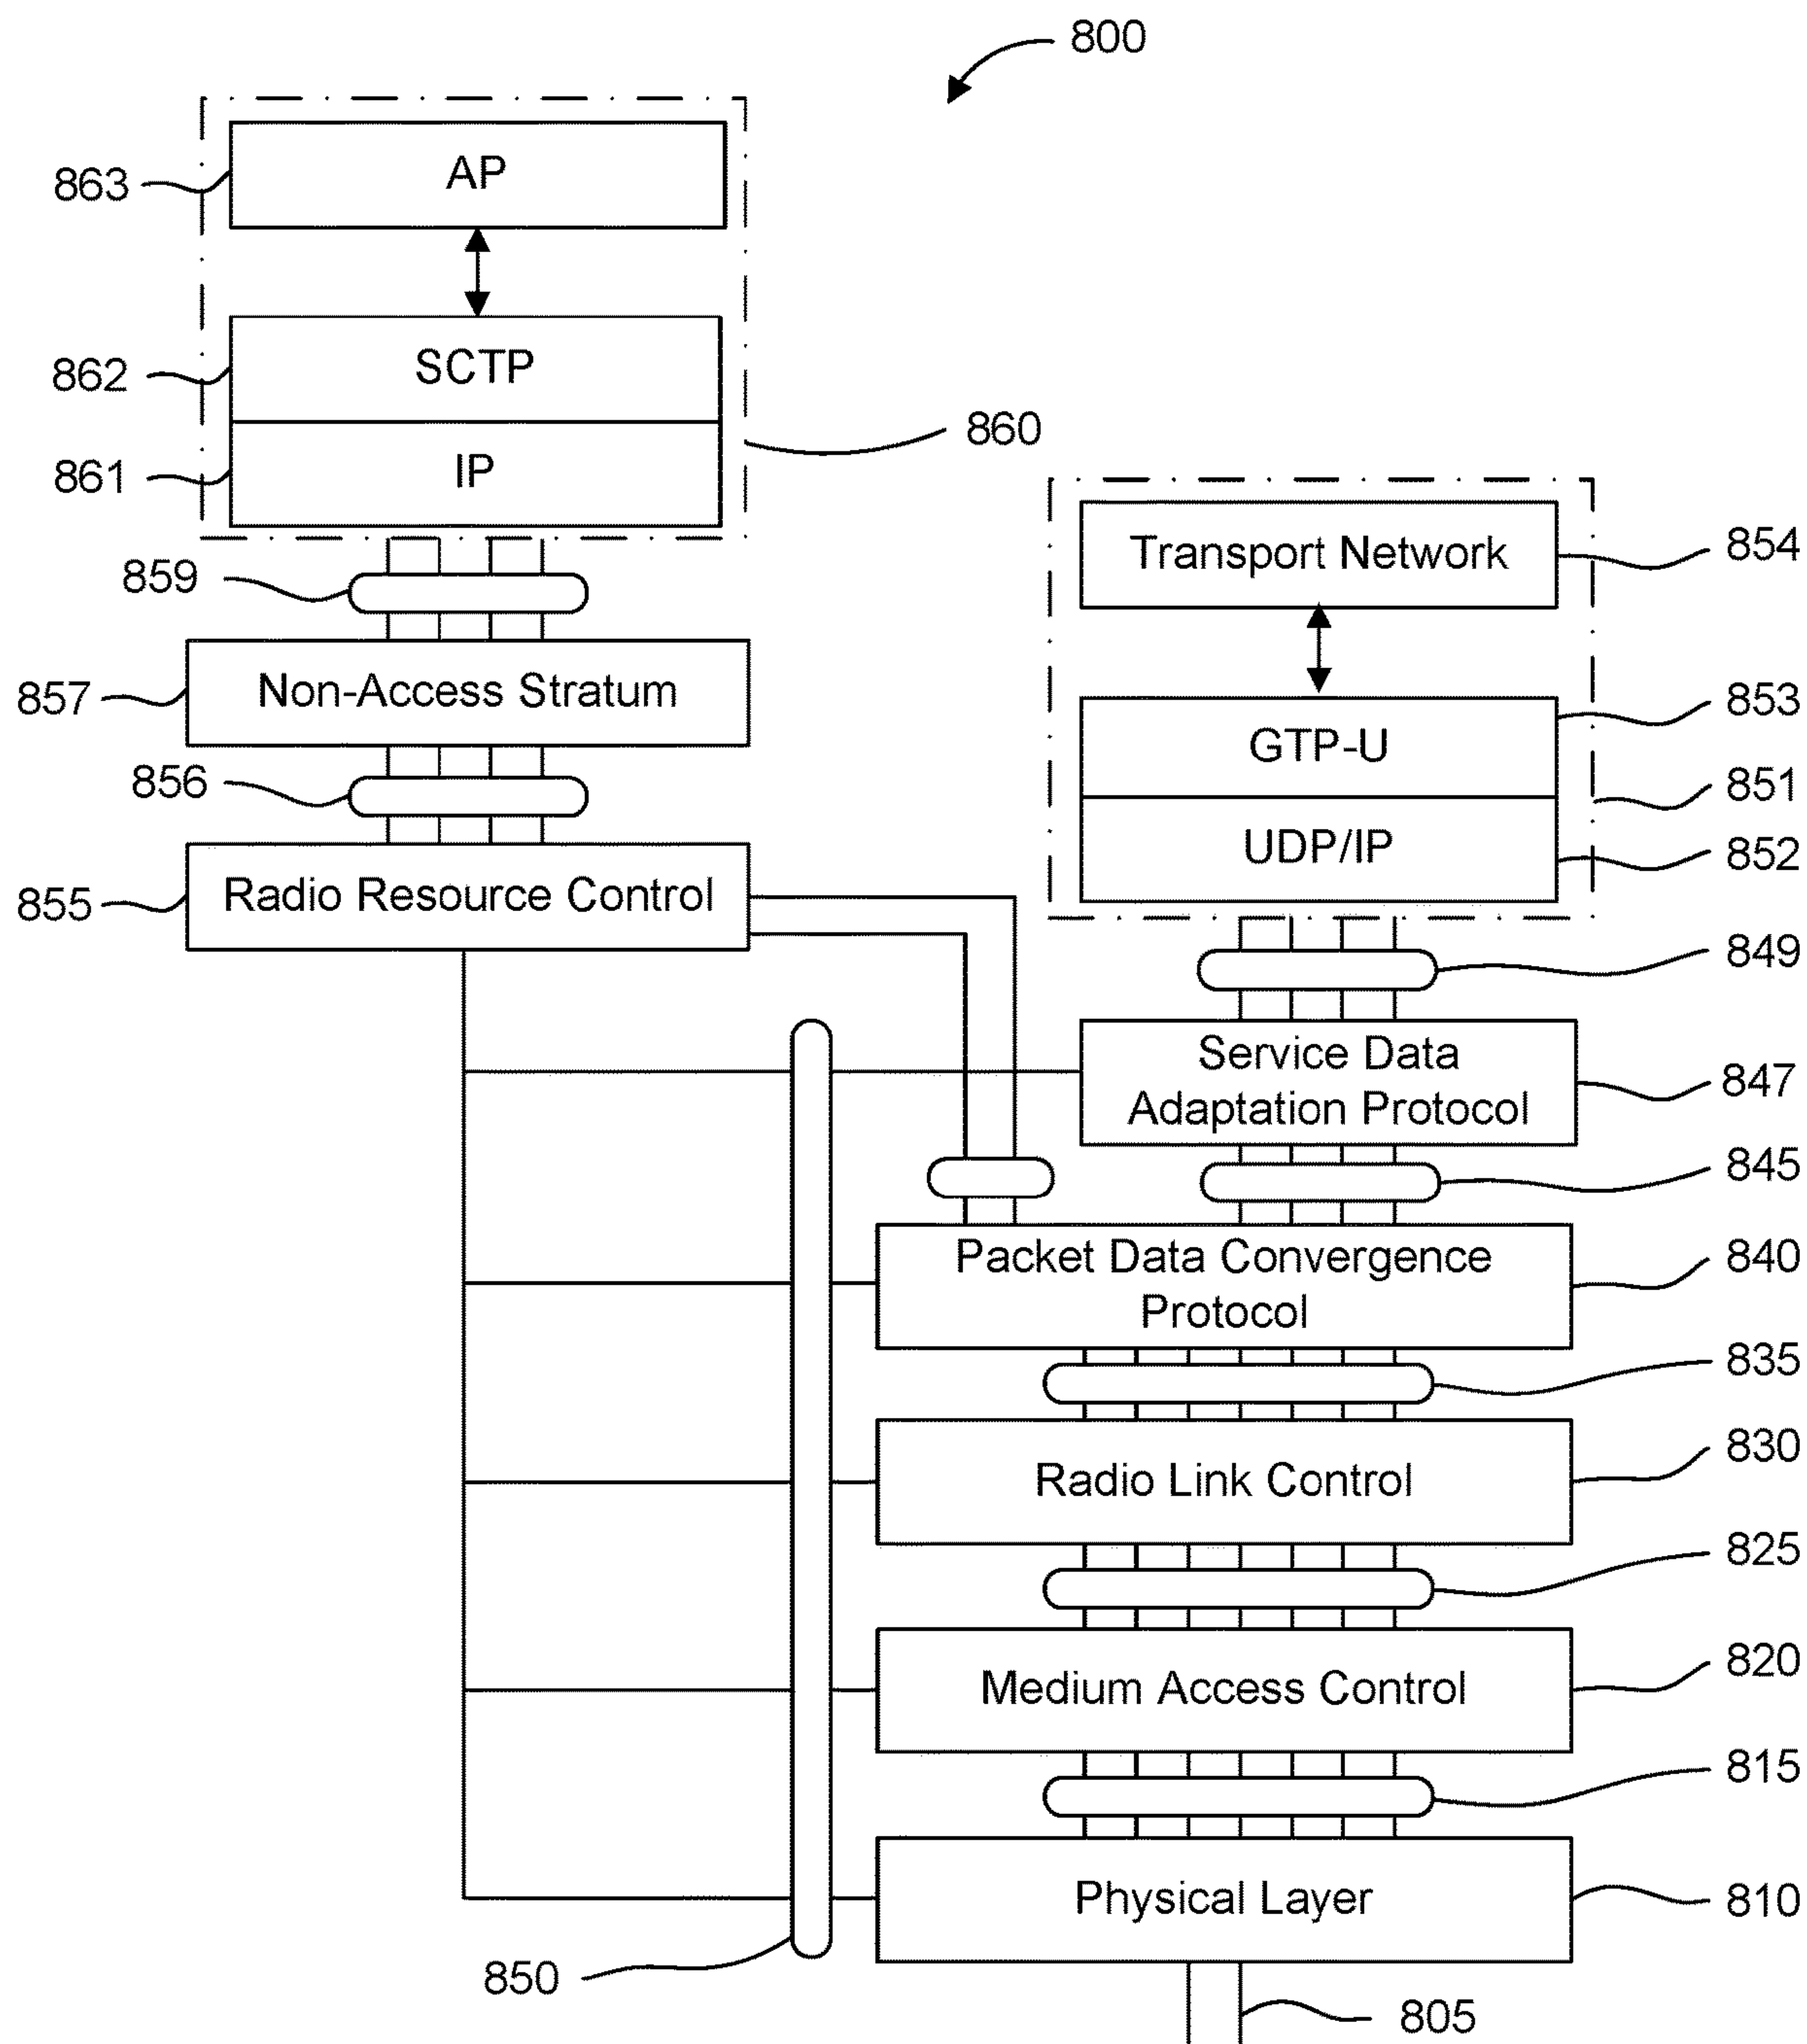 800
AP
863
SCTP
862
860
IP
861
Transport Network
854
859
Non-Access Stratum
857
GTP-U
853
856
851
UDP/IP
852
Radio Resource Control
855
849
Service Data
Adaptation Protocol
847
845
Packet Data Convergence
Protocol
840
835
Radio Link Control
830
825
Medium Access Control
820
815
Physical Layer
810
850
805